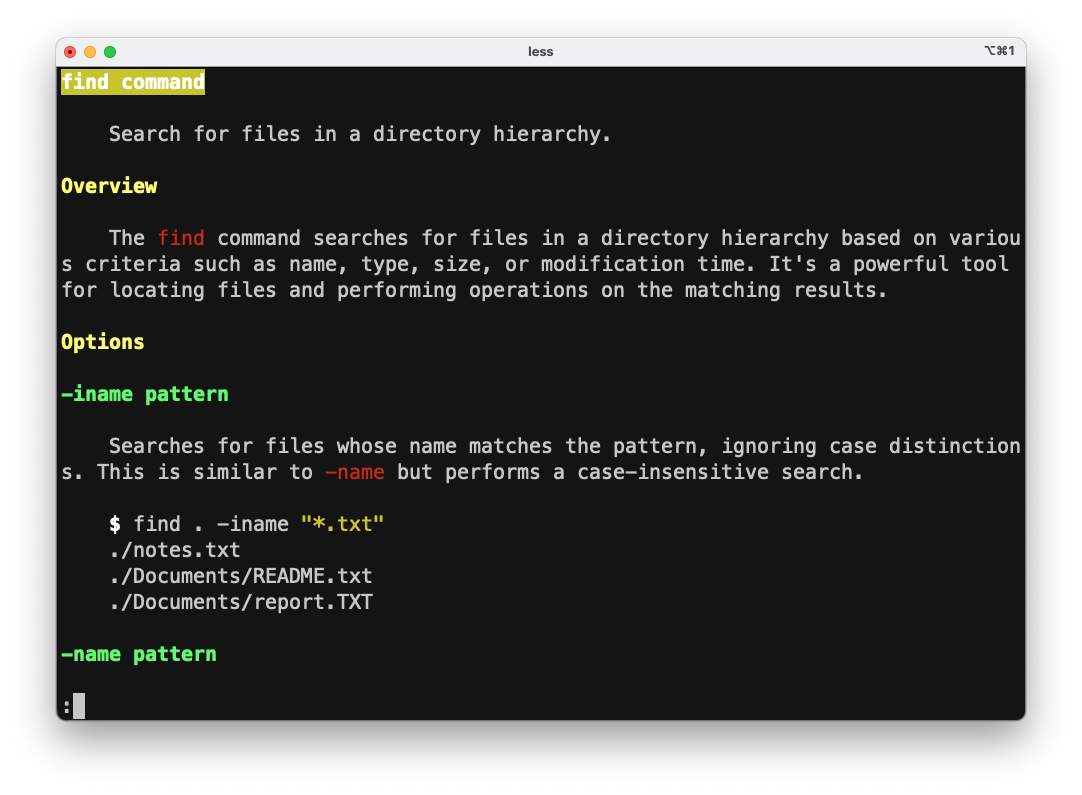 less
⌥⌘1
find command
Search for files in a directory hierarchy.
Overview
The find command searches for files in a directory hierarchy based on variou
s criteria such as name, type, size, or modification time. It's a powerful tool
for locating files and performing operations on the matching results.
Options
-iname pattern
Searches for files whose name matches the pattern, ignoring case distinction
s. This is similar to -name but performs a case-insensitive search.
$ find . -iname "*.txt"
./notes.txt
./Documents/README.txt
./Documents/report.TXT
-name pattern
: